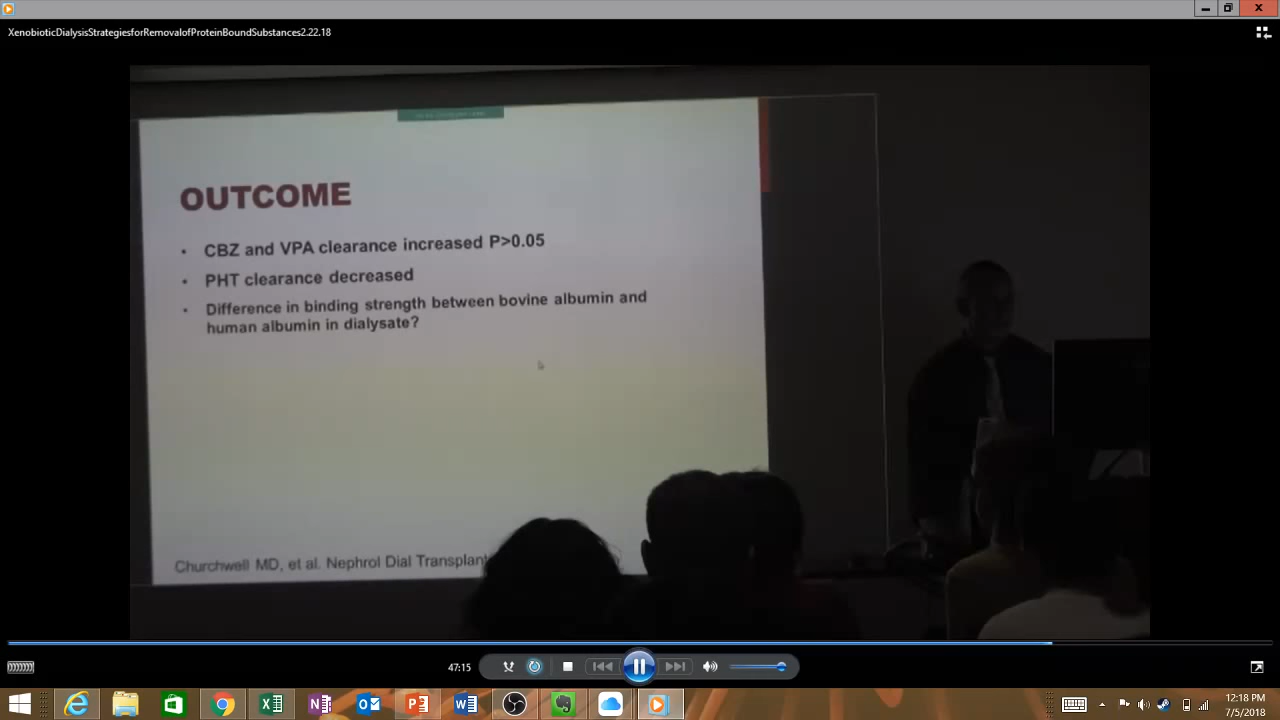 XenobioticDialysisStrategiesforRemovalofProteinBoundSubstances2.22.18
OUTCOME
• CBZ and VPA clearance increased P>0.05
• PHT clearance decreased
• Difference in binding strength between bovine albumin and
human albumin in dialysate?
Churchwell MD, et al. Nephrol Dial Transplant
47:15
12:18 PM
7/5/2018